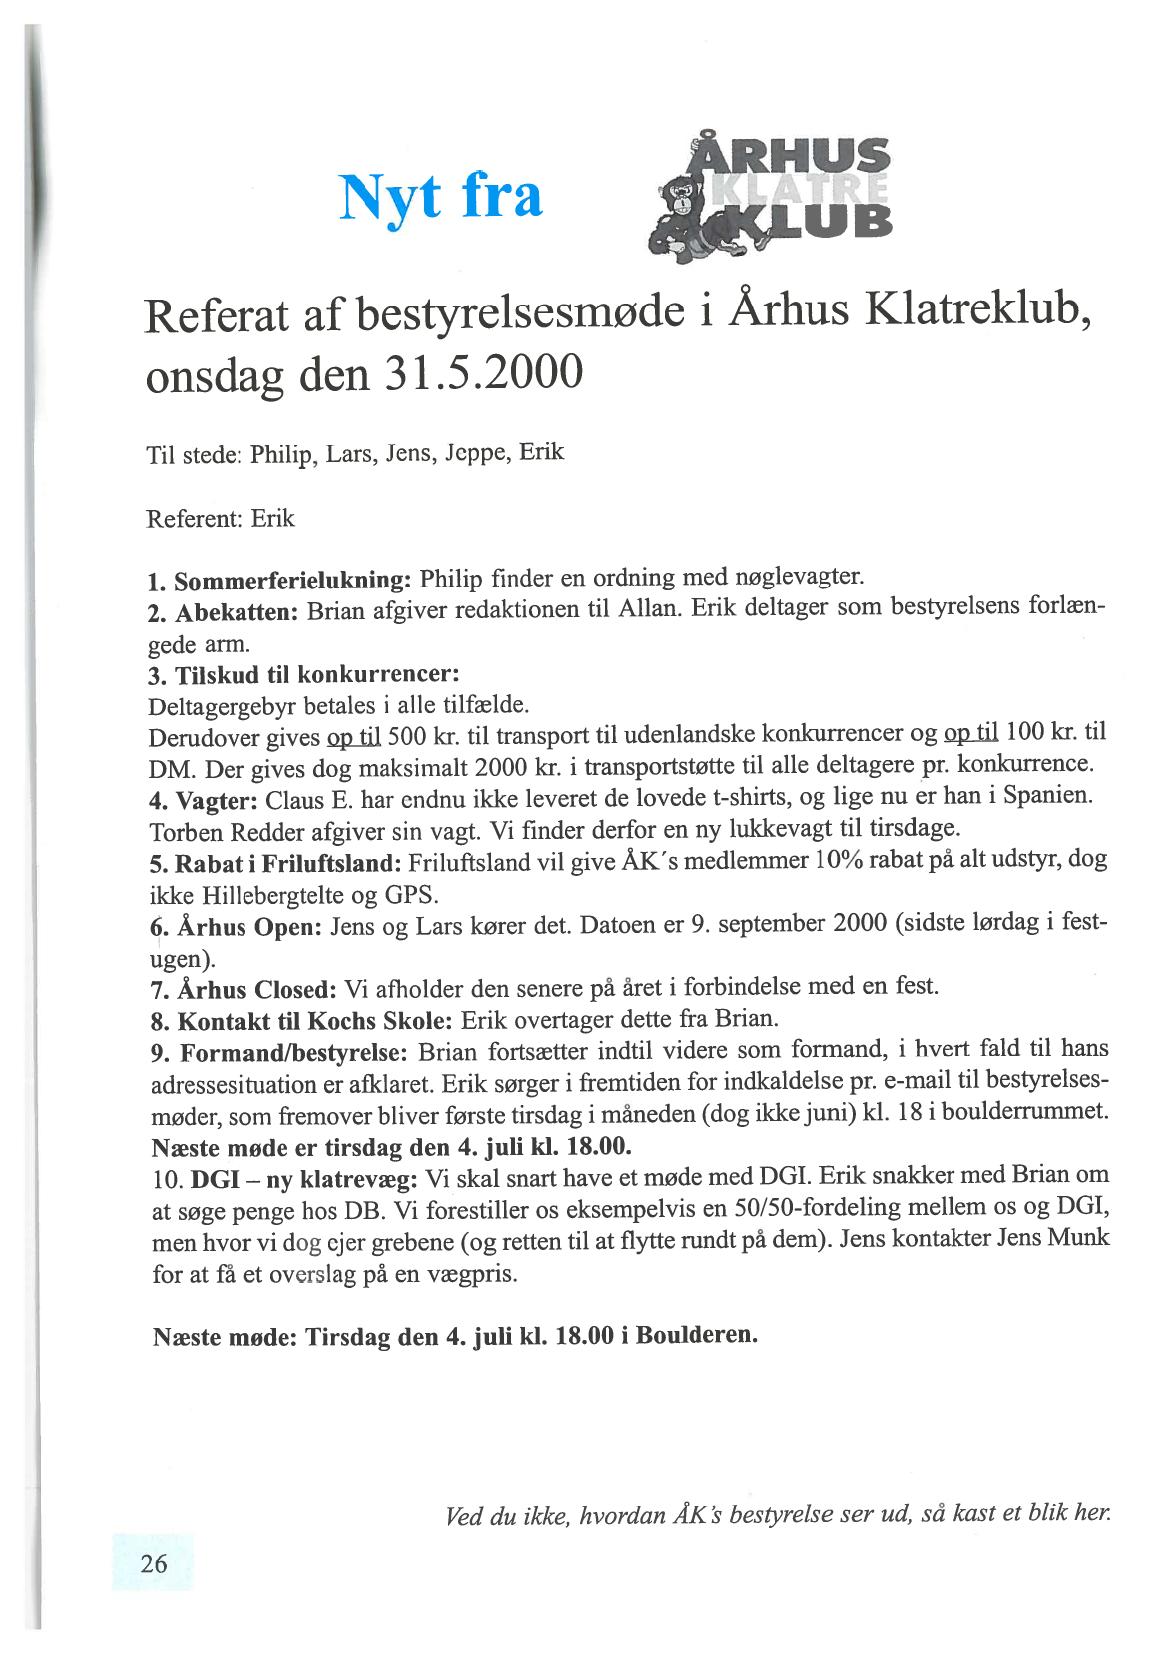 Nyt fra
ÅRHUS
KLATRE
KLUB
Referat af bestyrelsesmøde i Århus Klatreklub,
onsdag den 31.5.2000
Til stede: Philip, Lars, Jens, Jeppe, Erik
Referent: Erik
1. Sommerferielukning: Philip finder en ordning med nøglevagter.
2. Abekatten: Brian afgiver redaktionen til Allan. Erik deltager som bestyrelsens forlæn-
gede arm.
3. Tilskud til konkurrencer:
Deltagergebyr betales i alle tilfælde.
Derudover gives op til 500 kr. til transport til udenlandske konkurrencer og op til 100 kr. til
DM. Der gives dog maksimalt 2000 kr. i transportstøtte til alle deltagere pr. konkurrence.
4. Vagter: Claus E. har endnu ikke leveret de lovede t-shirts, og lige nu er han i Spanien.
Torben Redder afgiver sin vagt. Vi finder derfor en ny lukkevagt til tirsdage.
5. Rabat i Friluftsland: Friluftsland vil give ÅK´s medlemmer 10% rabat på alt udstyr, dog
ikke Hillebergtelte og GPS.
6. Århus Open: Jens og Lars kører det. Datoen er 9. september 2000 (sidste lørdag i fest-
ugen).
7. Århus Closed: Vi afholder den senere på året i forbindelse med en fest.
8. Kontakt til Kochs Skole: Erik overtager dette fra Brian.
9. Formand/bestyrelse: Brian fortsætter indtil videre som formand, i hvert fald til hans
adressesituation er afklaret. Erik sørger i fremtiden for indkaldelse pr. e-mail til bestyrelses-
møder, som fremover bliver første tirsdag i måneden (dog ikke juni) kl. 18 i boulderrummet.
Næste møde er tirsdag den 4. juli kl. 18.00.
10. DGI – ny klatrevæg: Vi skal snart have et møde med DGI. Erik snakker med Brian om
at søge penge hos DB. Vi forestiller os eksempelvis en 50/50-fordeling mellem os og DGI,
men hvor vi dog ejer grebene (og retten til at flytte rundt på dem). Jens kontakter Jens Munk
for at få et overslag på en vægpris.
Næste møde: Tirsdag den 4. juli kl. 18.00 i Boulderen.
Ved du ikke, hvordan ÅK's bestyrelse ser ud, så kast et blik her.
26